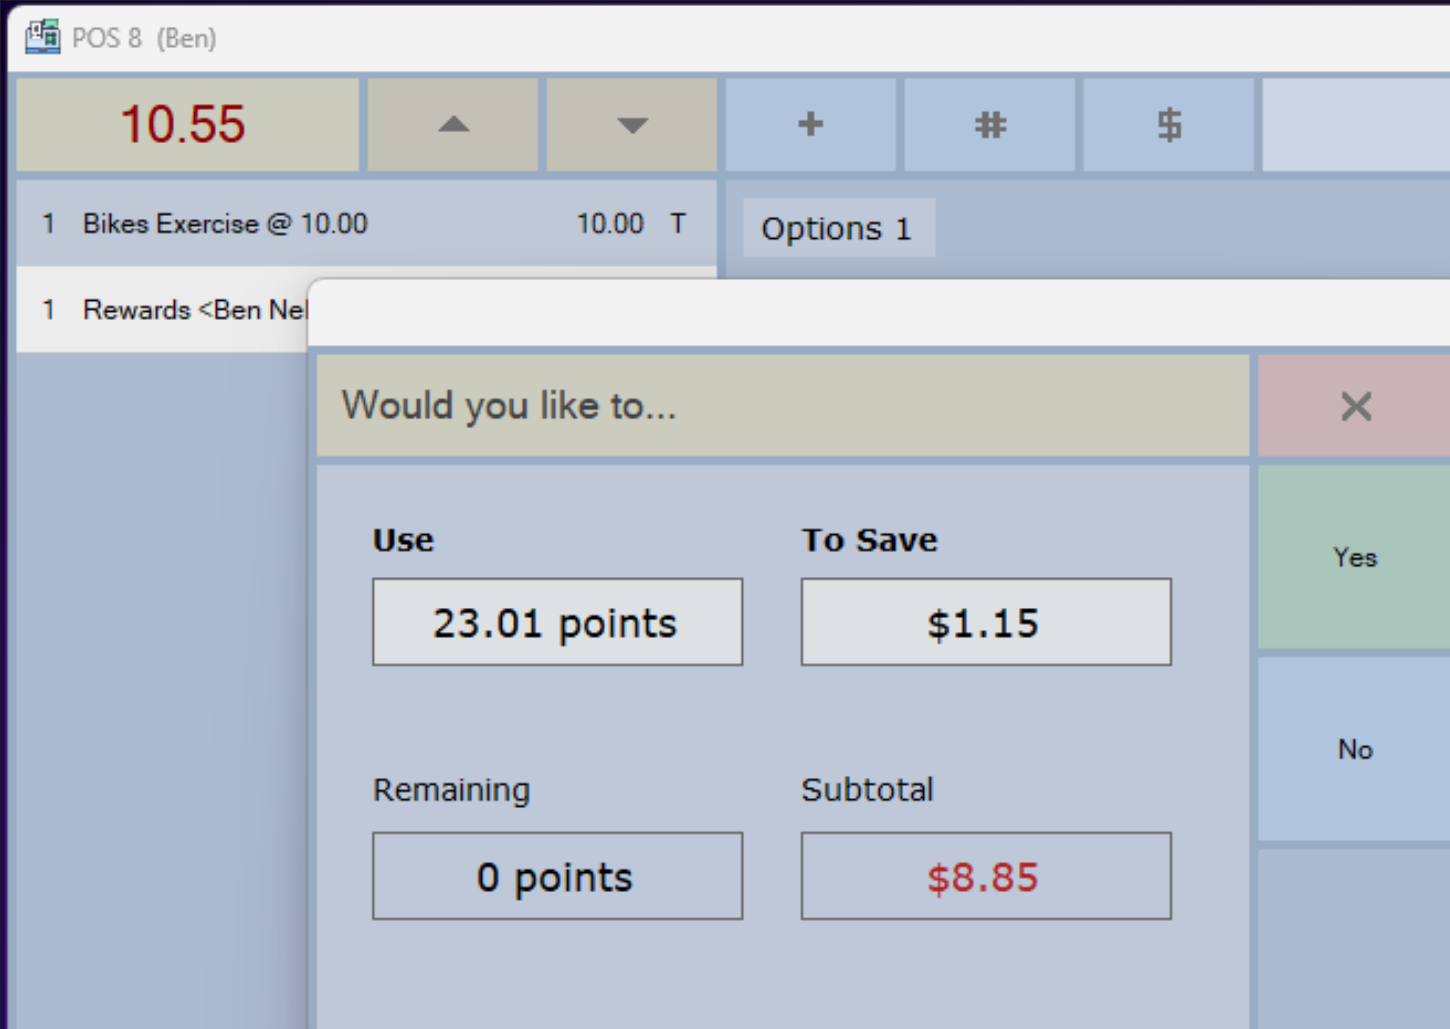 POS 8 (Ben)
10.55 + # $
1 Bikes Exercise @ 10.00 10.00 T
Options 1
1 Rewards <Ben
Would you like to...
Use To Save
Yes
23.01 points $1.15
No
Remaining Subtotal
0 points $8.85